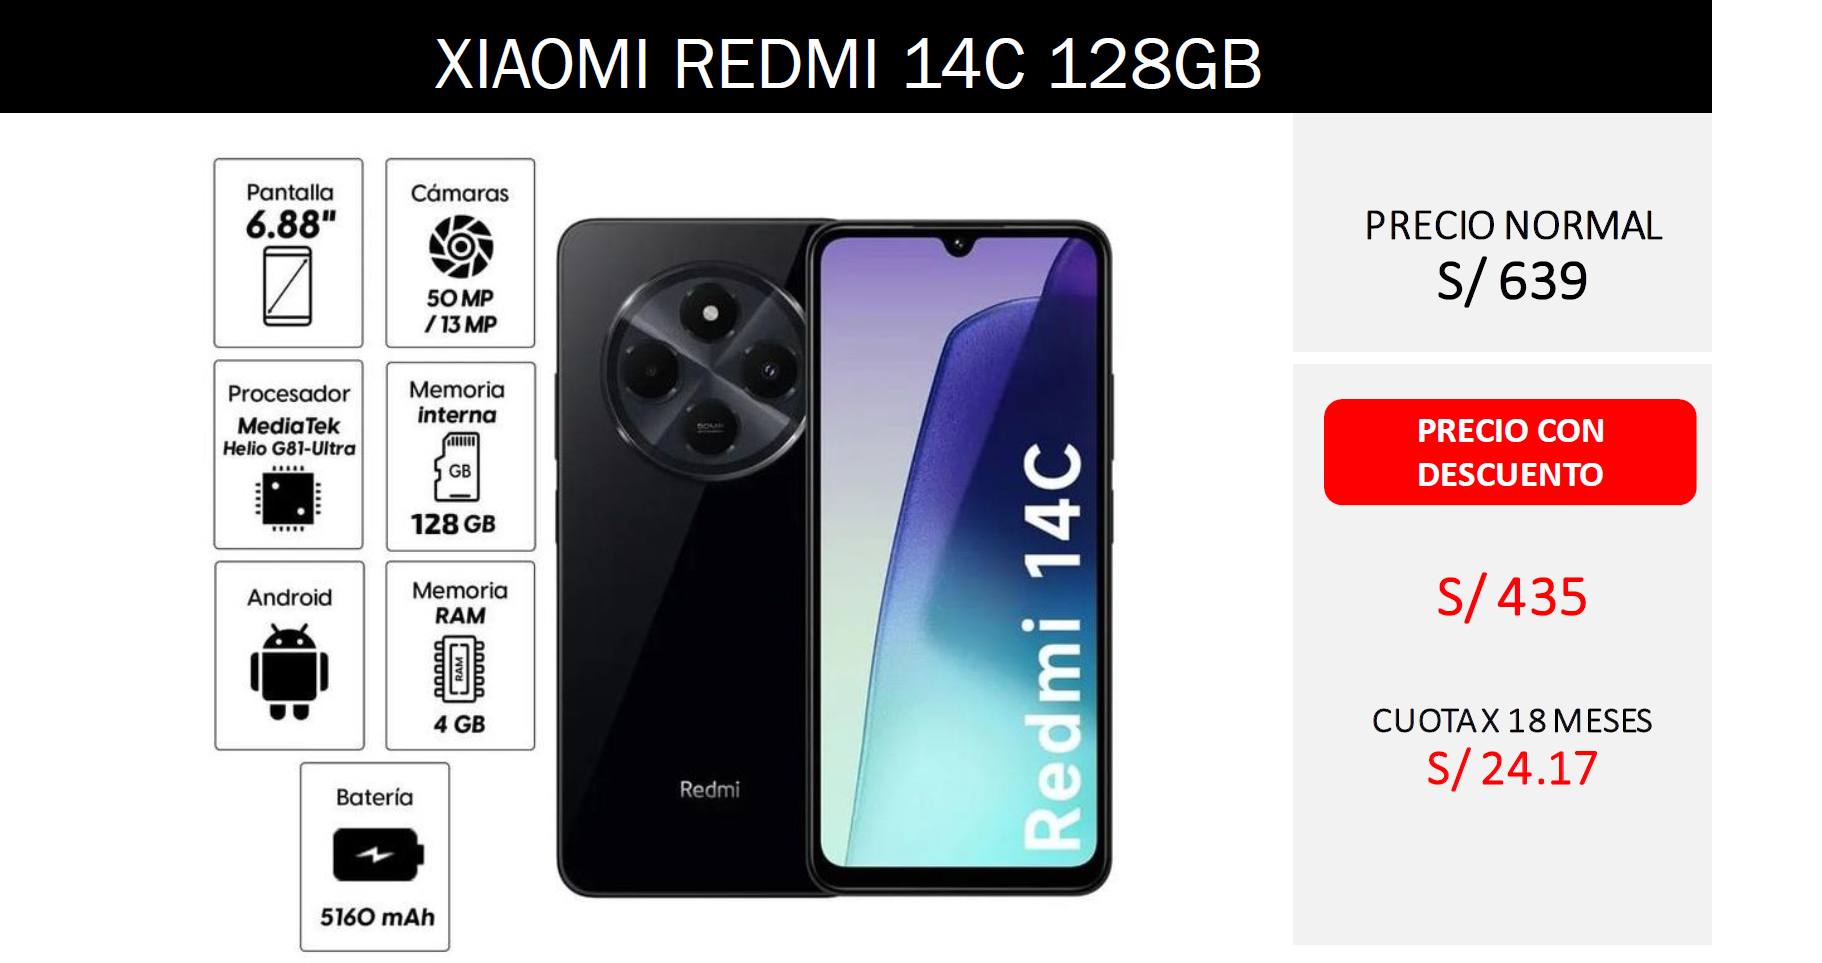 XIAOMI REDMI 14C 128GB
Pantalla
6.88"
Cámaras
50 MP
/ 13 MP
Procesador
MediaTek
Helio G81-Ultra
Memoria
interna
GB
128 GB
Android
Memoria
RAM
RAM
4 GB
Batería
5160 mAh
50MP
Redmi
Redmi 14C
PRECIO NORMAL
S/ 639
PRECIO CON
DESCUENTO
S/ 435
CUOTA X 18 MESES
S/ 24.17